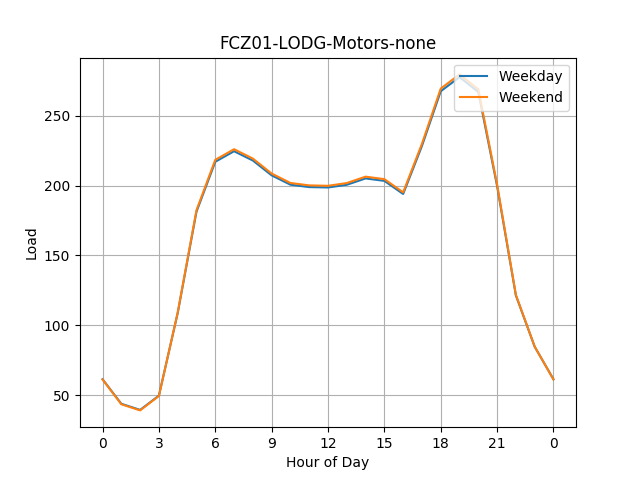 FCZ01-LODG-Motors-none
Weekday
Weekend
Load
250
200
150
100
50
0 3 6 9 12 15 18 21 0
Hour of Day